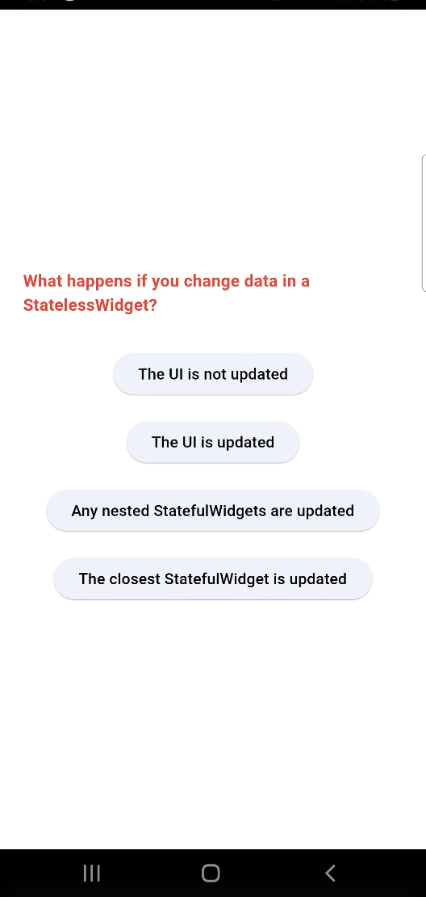 What happens if you change data in a
StatelessWidget?
The UI is not updated
The UI is updated
Any nested StatefulWidgets are updated
The closest StatefulWidget is updated